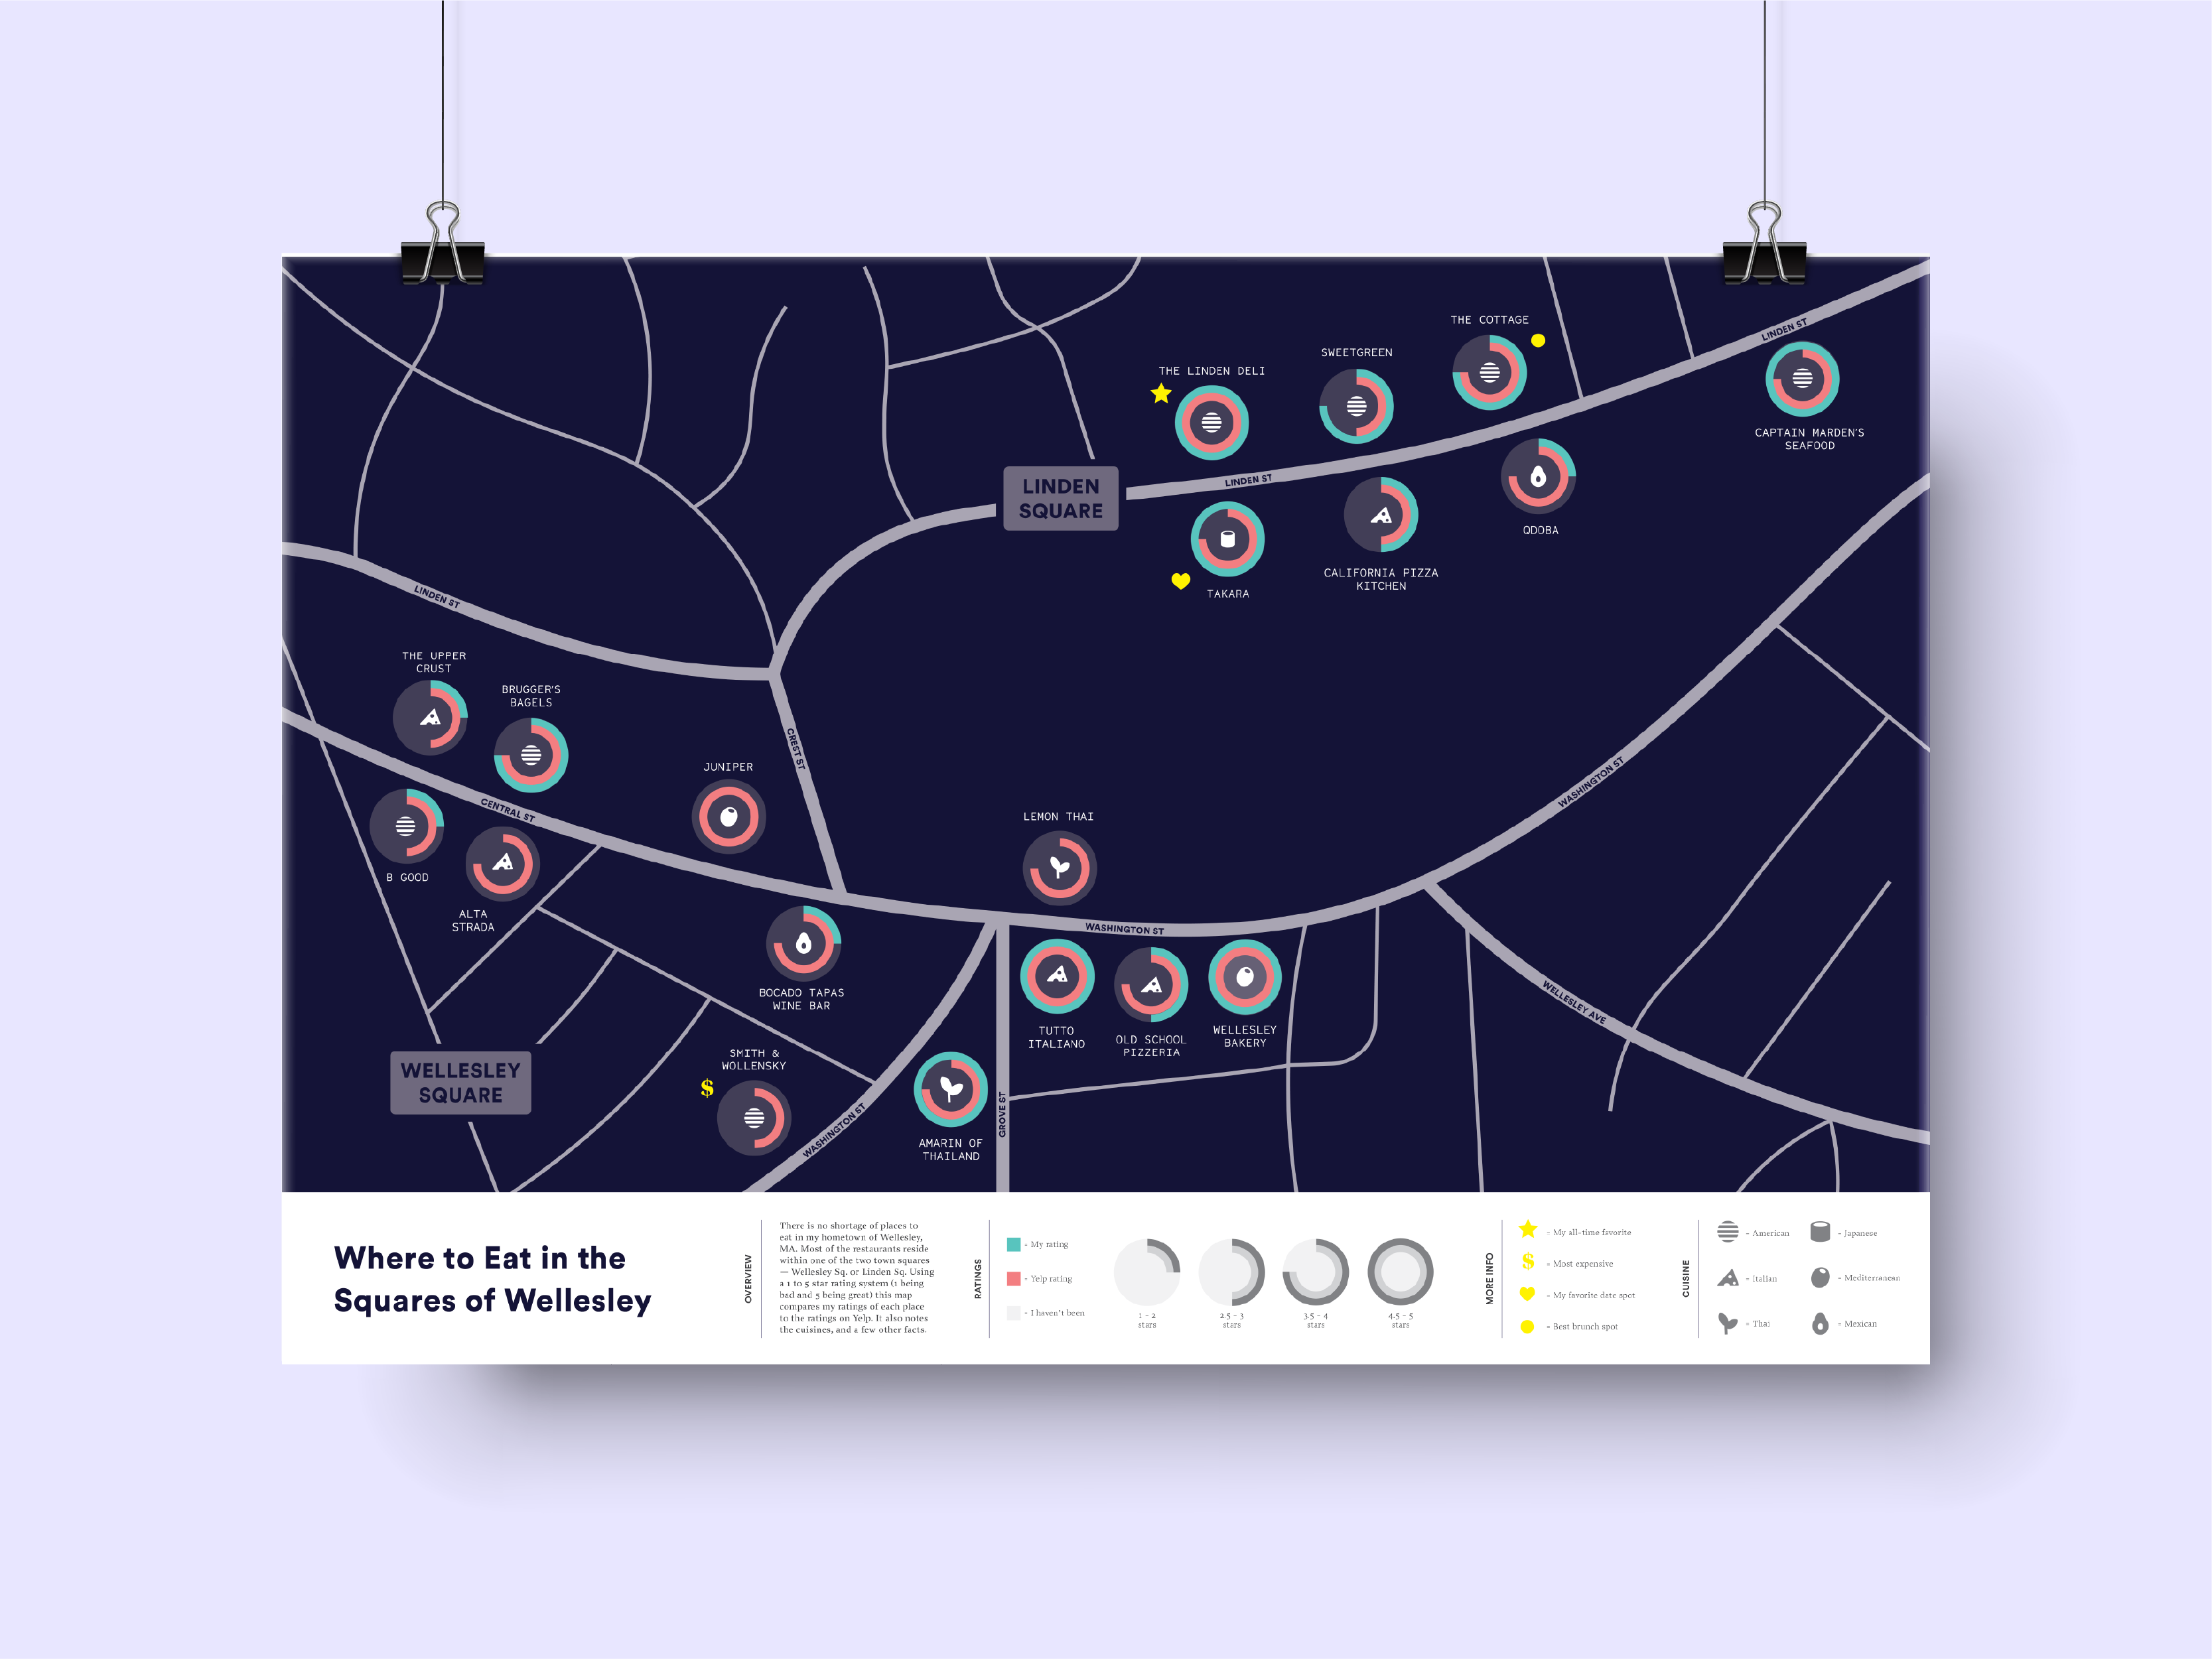 THE COTTAGE
LINDEN ST
SWEETGREEN
THE LINDEN DELI
CAPTAIN MARDEN'S
SEAFOOD
LINDEN
SQUARE
LINDEN ST
QDOBA
CALIFORNIA PIZZA
KITCHEN
TAKARA
LINDEN ST
THE UPPER
CRUST
BRUGGER'S
BAGELS
CREST ST
JUNIPER
CENTRAL ST
WASHINGTON ST
LEMON THAI
B GOOD
ALTA
STRADA
WASHINGTON ST
BOCADO TAPAS
WINE BAR
WELLESLEY AVE
TUTTO
ITALIANO
OLD SCHOOL
PIZZERIA
WELLESLEY
BAKERY
WELLESLEY
SQUARE
SMITH &
WOLLENSKY
$
WASHINGTON ST
GROVE ST
AMARIN OF
THAILAND
Where to Eat in the
Squares of Wellesley
OVERVIEW
There is no shortage of places to
eat in my hometown of Wellesley,
MA. Most of the restaurants reside
within one of the two town squares
— Wellesley Sq. or Linden Sq. Using
a 1 to 5 star rating system (1 being
bad and 5 being great) this map
compares my ratings of each place
to the ratings on Yelp. It also notes
the cuisines, and a few other facts.
RATINGS
= My rating
= Yelp rating
= I haven't been
1 - 2
stars
2.5 - 3
stars
3.5 - 4
stars
4.5 - 5
stars
MORE INFO
= My all-time favorite
$ = Most expensive
= My favorite date spot
= Best brunch spot
CUISINE
= American
= Italian
= Thai
= Japanese
= Mediterranean
= Mexican